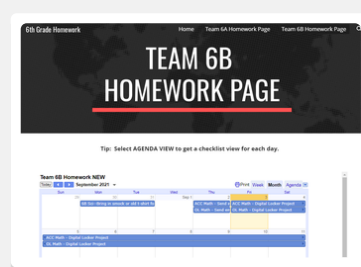 6th Grade Homework
Home Team 6A Homework Page Team 6B Homework Page
TEAM 6B
HOMEWORK PAGE
Tip: Select AGENDA VIEW to get a checklist view for each day.
Team 6B Homework NEW
Today September 2021 Print Week Month Agenda
Sun Mon Tue Wed Thu Fri Sat
ACC Math - Digital Locker Project
DL Math - Digital Locker Project
ACC Math - Digital Locker Project
DL Math - Digital Locker Project